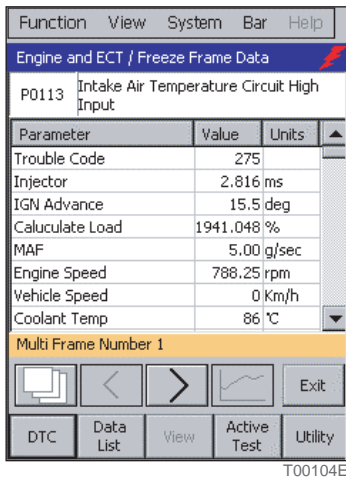 Function View System Bar Help
Engine and ECT / Freeze Frame Data
P0113 Intake Air Temperature Circuit High
Input
Parameter Value Units
Trouble Code 275
Injector 2.816 ms
IGN Advance 15.5 deg
Caluculate Load 1941.048 %
MAF 5.00 g/sec
Engine Speed 788.25 rpm
Vehicle Speed 0 Km/h
Coolant Temp 86 ℃
Multi Frame Number 1
Exit
DTC Data List View Active Test Utility
T00104E